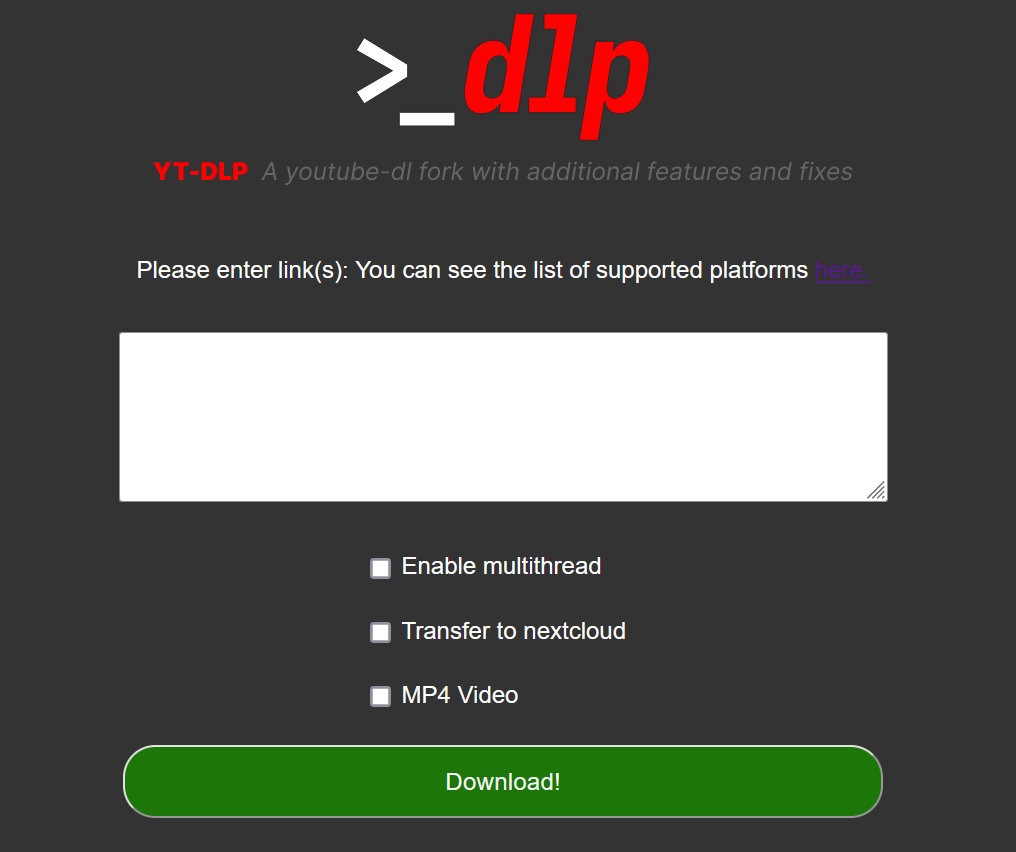 >_dlp
YT-DLP A youtube-dl fork with additional features and fixes
Please enter link(s): You can see the list of supported platforms here.
Enable multithread
Transfer to nextcloud
MP4 Video
Download!